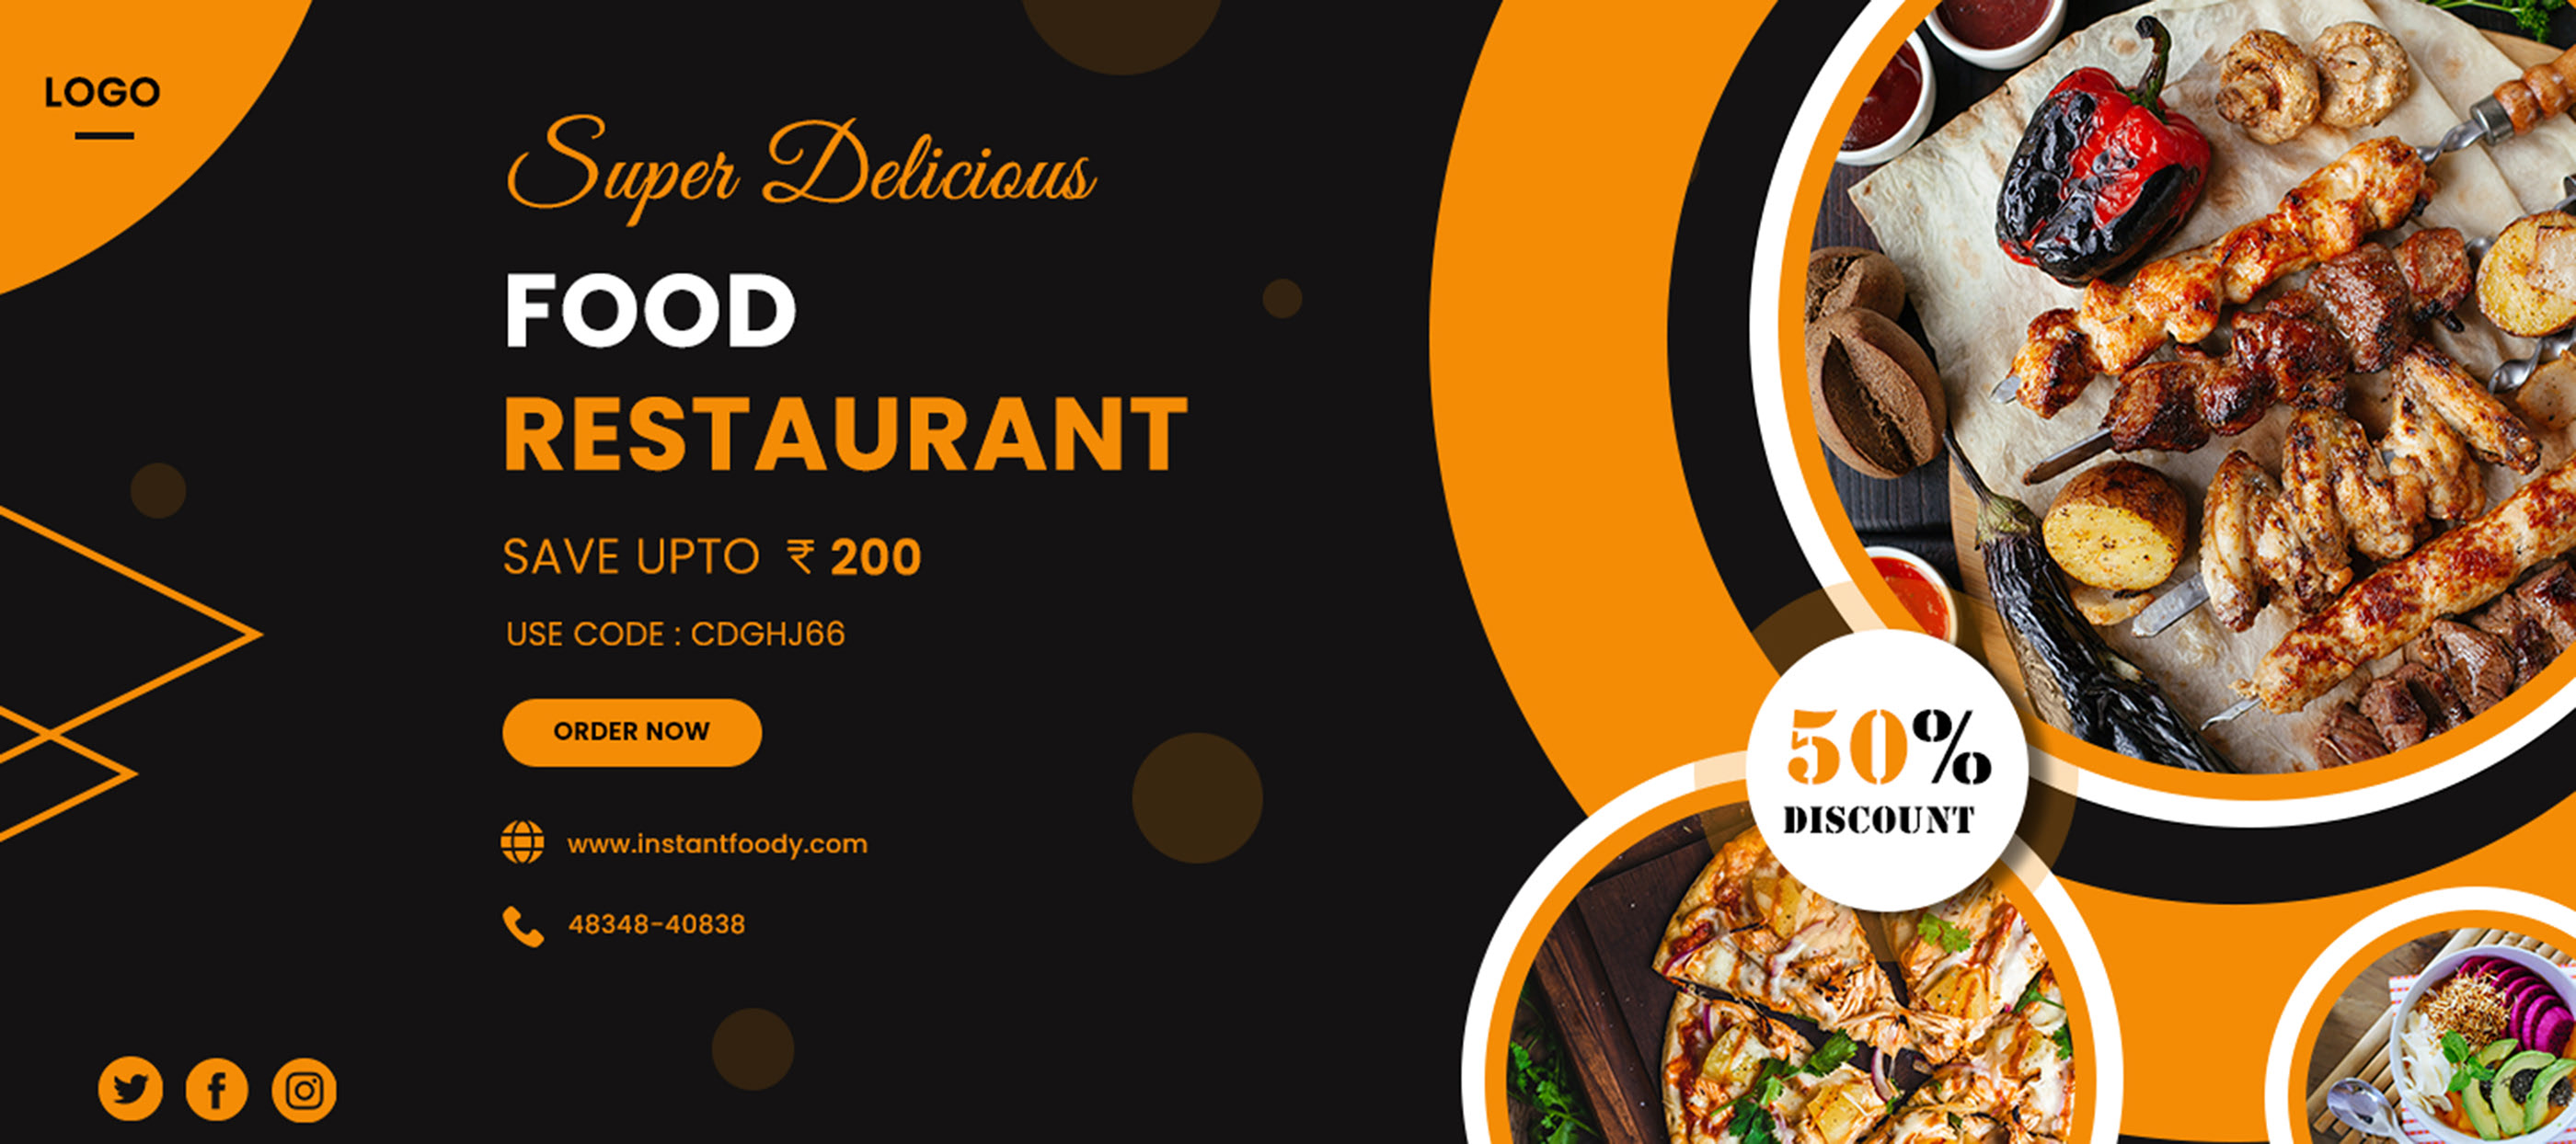 LOGO
Super Delicious
FOOD
RESTAURANT
SAVE UPTO ₹ 200
USE CODE : CDGHJ66
ORDER NOW
www.instantfoody.com
48348-40838
50%
DISCOUNT